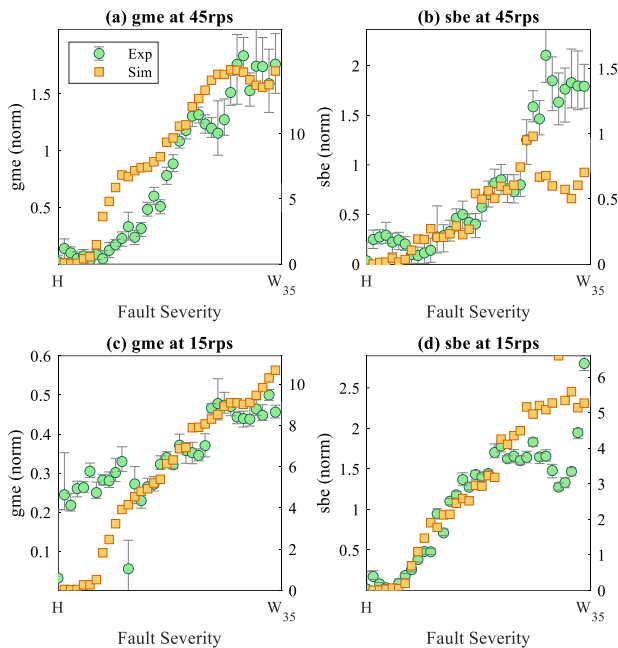 (a) gme at 45rps
(b) sbe at 45rps
Exp
Sim
gme (norm)
0.5
1
1.5
0
5
10
H
W35
Fault Severity
sbe (norm)
0
0.5
1
1.5
2
0
0.5
1
1.5
H
W35
Fault Severity
(c) gme at 15rps
(d) sbe at 15rps
gme (norm)
0.1
0.2
0.3
0.4
0.5
0.6
0
2
4
6
8
10
H
W35
Fault Severity
sbe (norm)
0.5
1
1.5
2
2.5
0
1
2
3
4
5
6
H
W35
Fault Severity